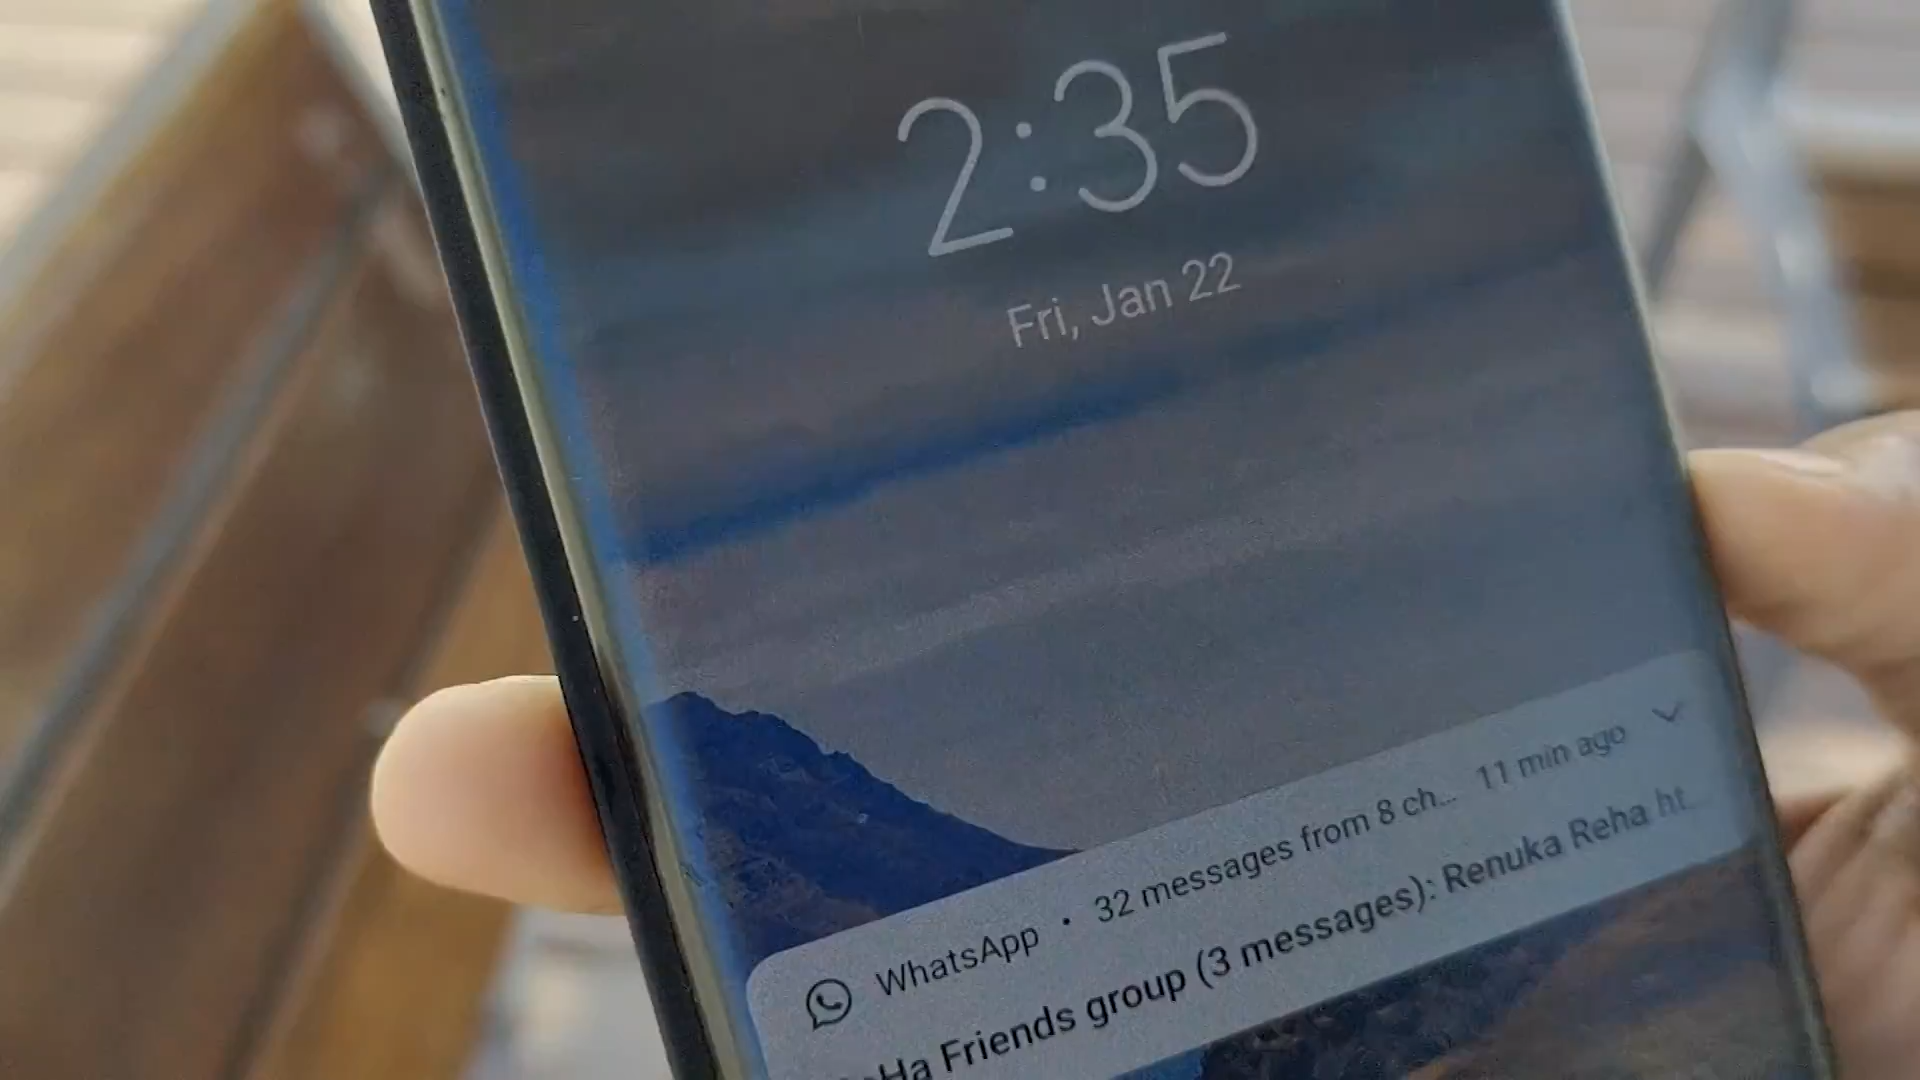 2:35
Fri, Jan 22
WhatsApp • 32 messages from 8 ch... 11 min ago
Friends group (3 messages): Renuka Reha ht...